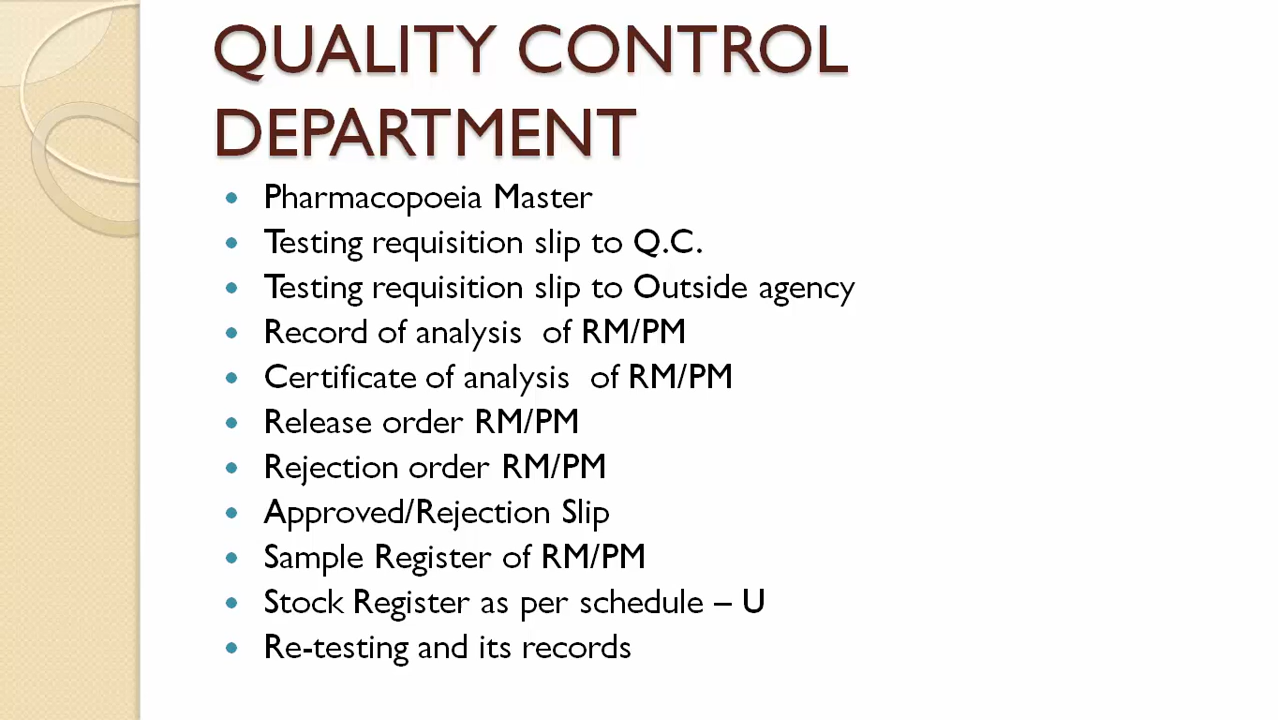 QUALITY CONTROL
DEPARTMENT
• Pharmacopoeia Master
• Testing requisition slip to Q.C.
• Testing requisition slip to Outside agency
• Record of analysis  of RM/PM
• Certificate of analysis  of RM/PM
• Release order RM/PM
• Rejection order RM/PM
• Approved/Rejection Slip
• Sample Register of RM/PM
• Stock Register as per schedule – U
• Re-testing and its records